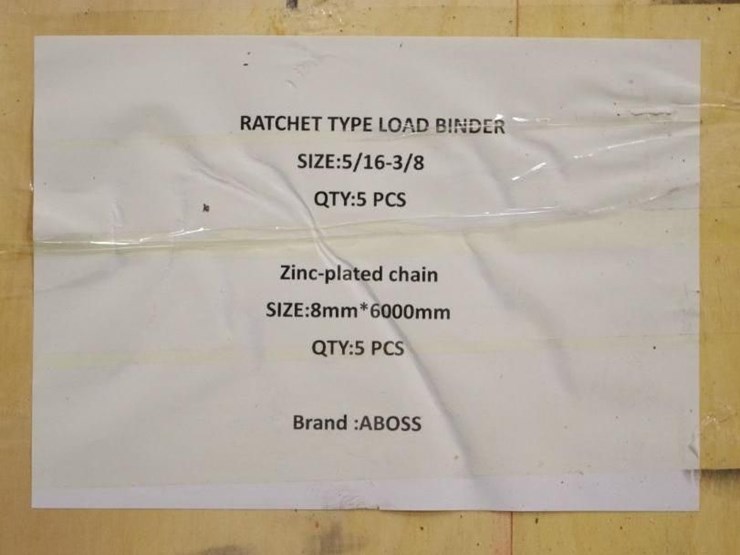 RATCHET TYPE LOAD BINDER
SIZE:5/16-3/8
QTY:5 PCS
Zinc-plated chain
SIZE:8mm*6000mm
QTY:5 PCS
Brand :ABOSS